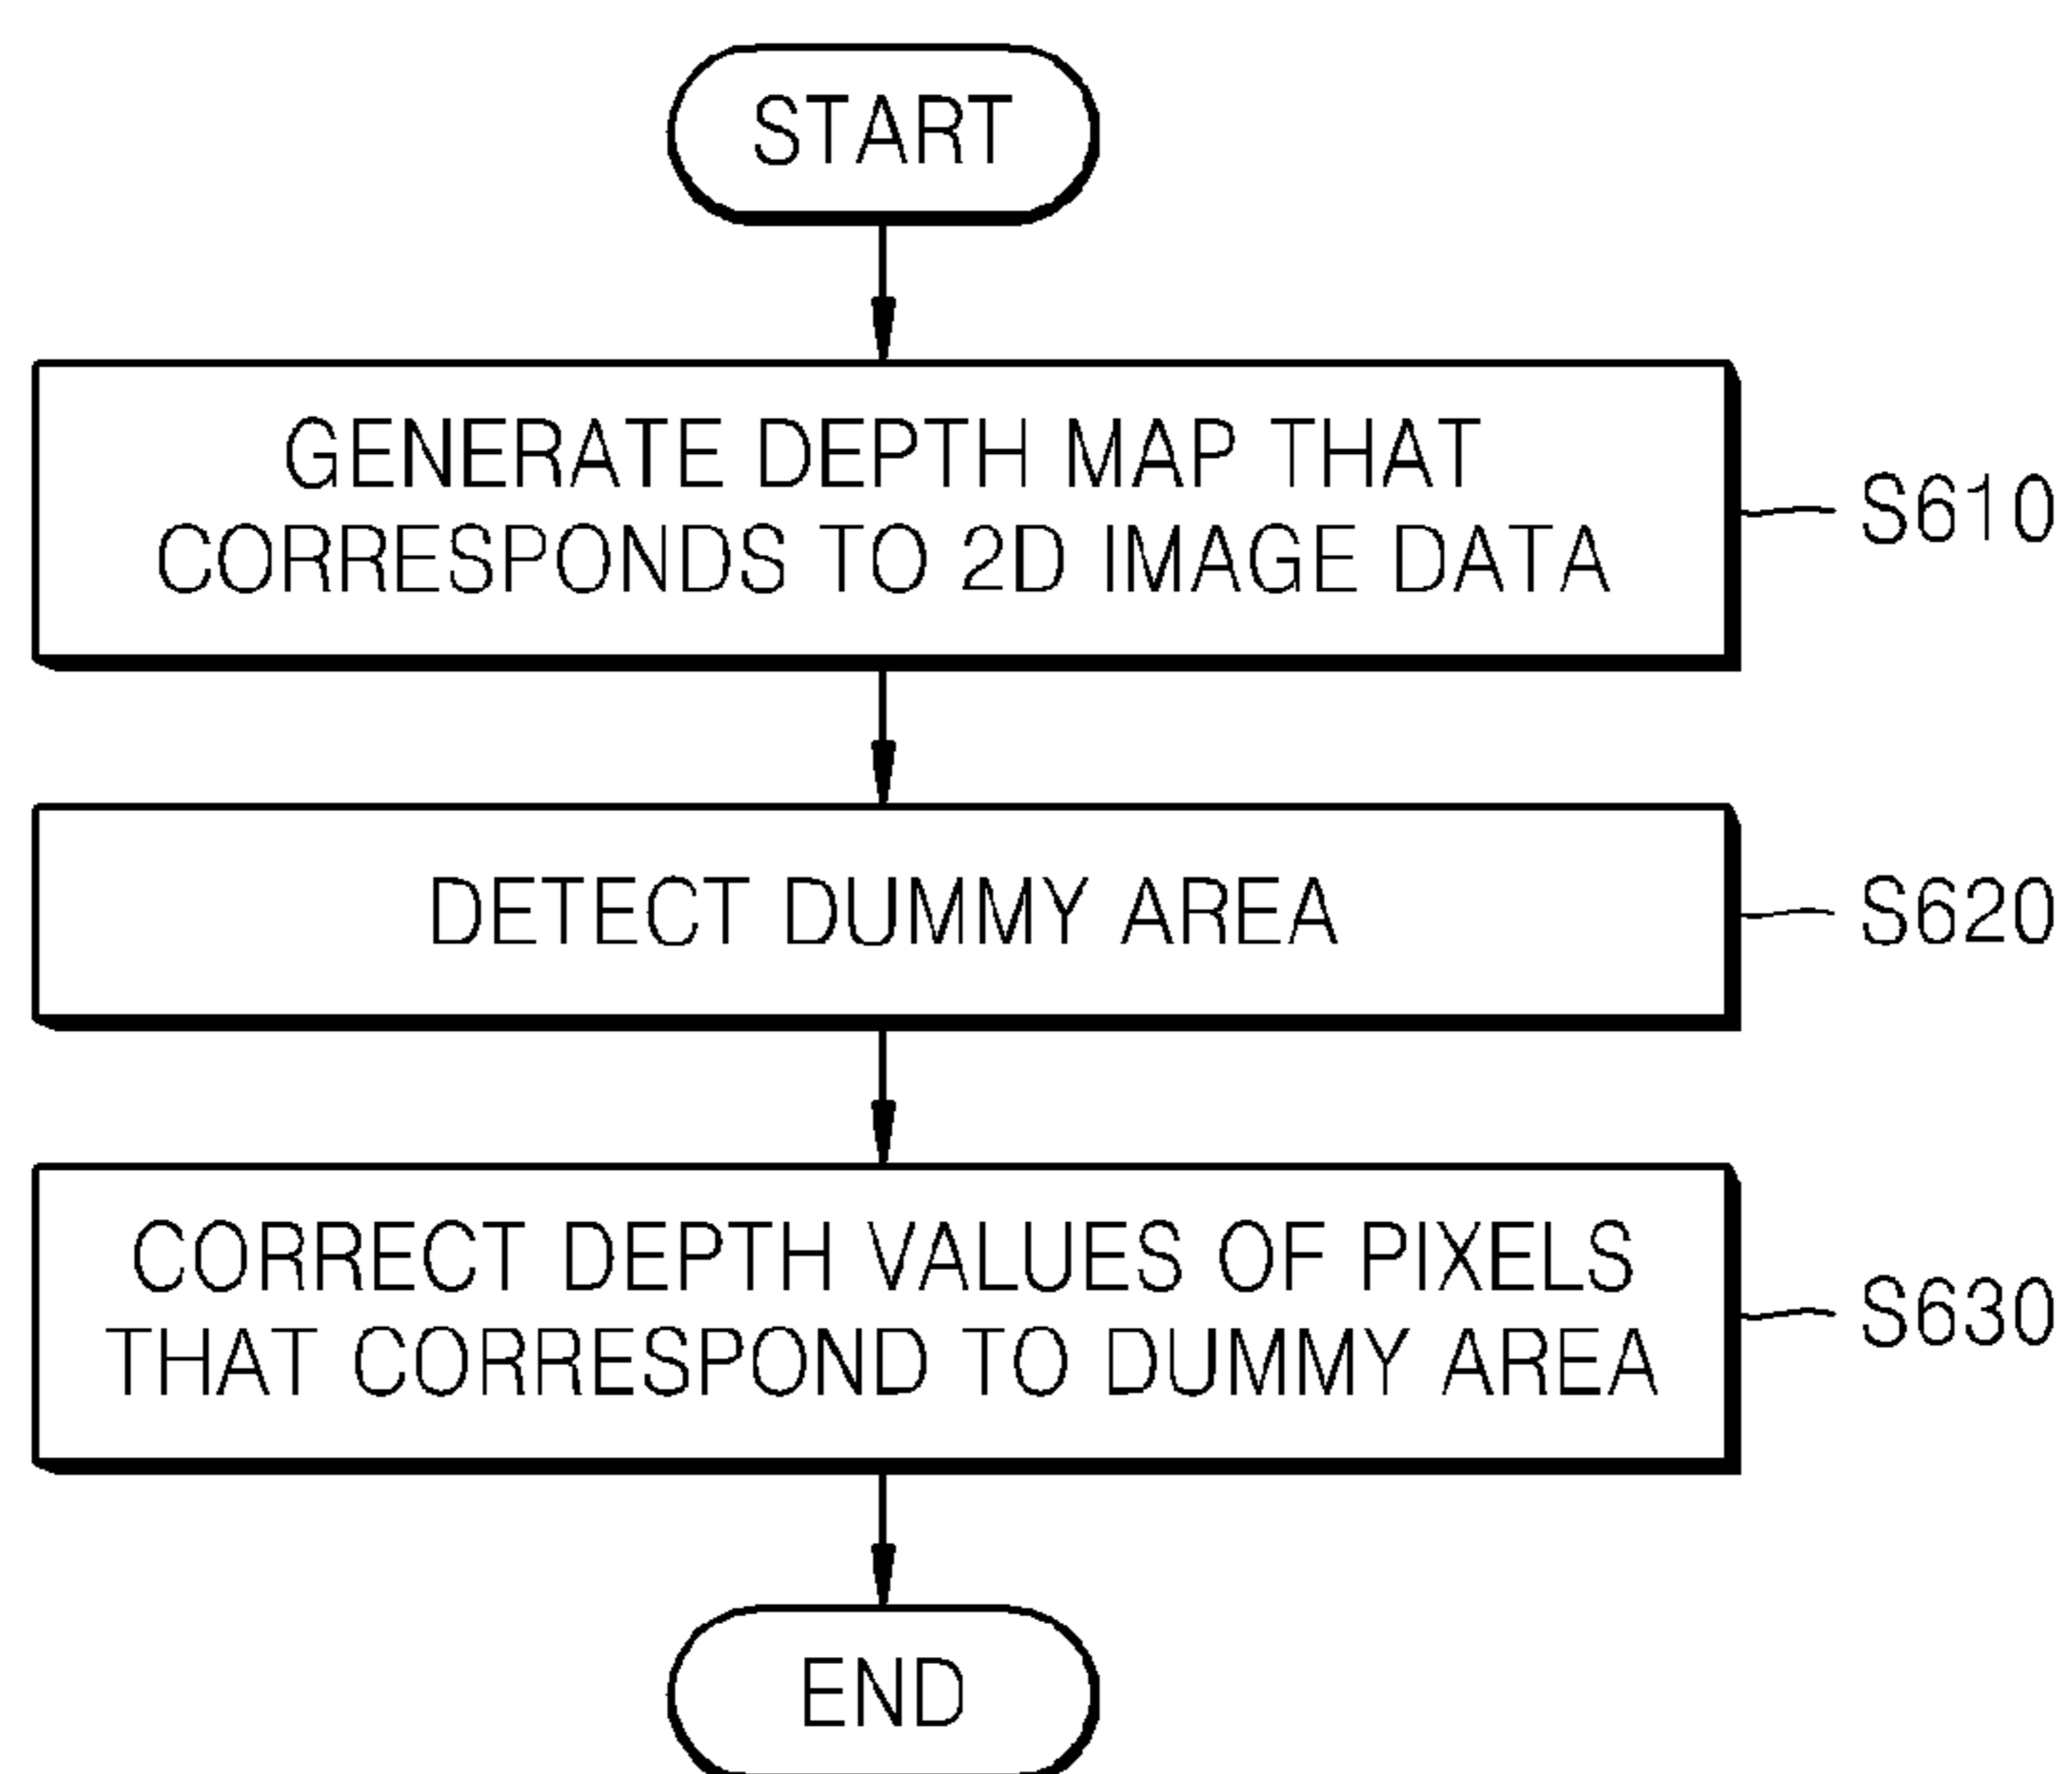 START
GENERATE DEPTH MAP THAT
CORRESPONDS TO 2D IMAGE DATA
S610
DETECT DUMMY AREA
S620
CORRECT DEPTH VALUES OF PIXELS
THAT CORRESPOND TO DUMMY AREA
S630
END